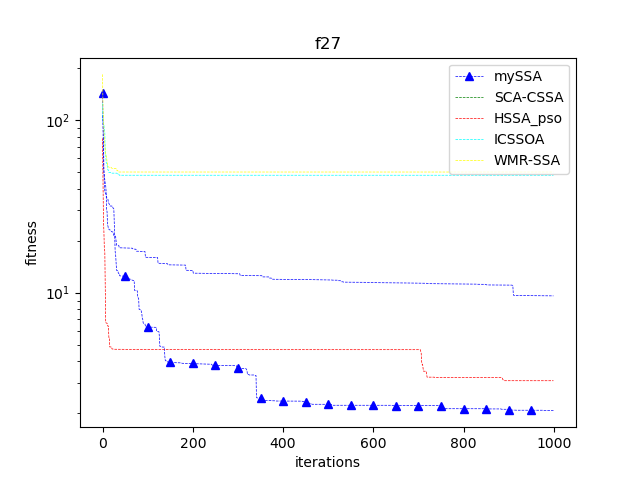 f27
mySSA
SCA-CSSA
HSSA_pso
ICSSOA
WMR-SSA
10²
10¹
fitness
0 200 400 600 800 1000
iterations